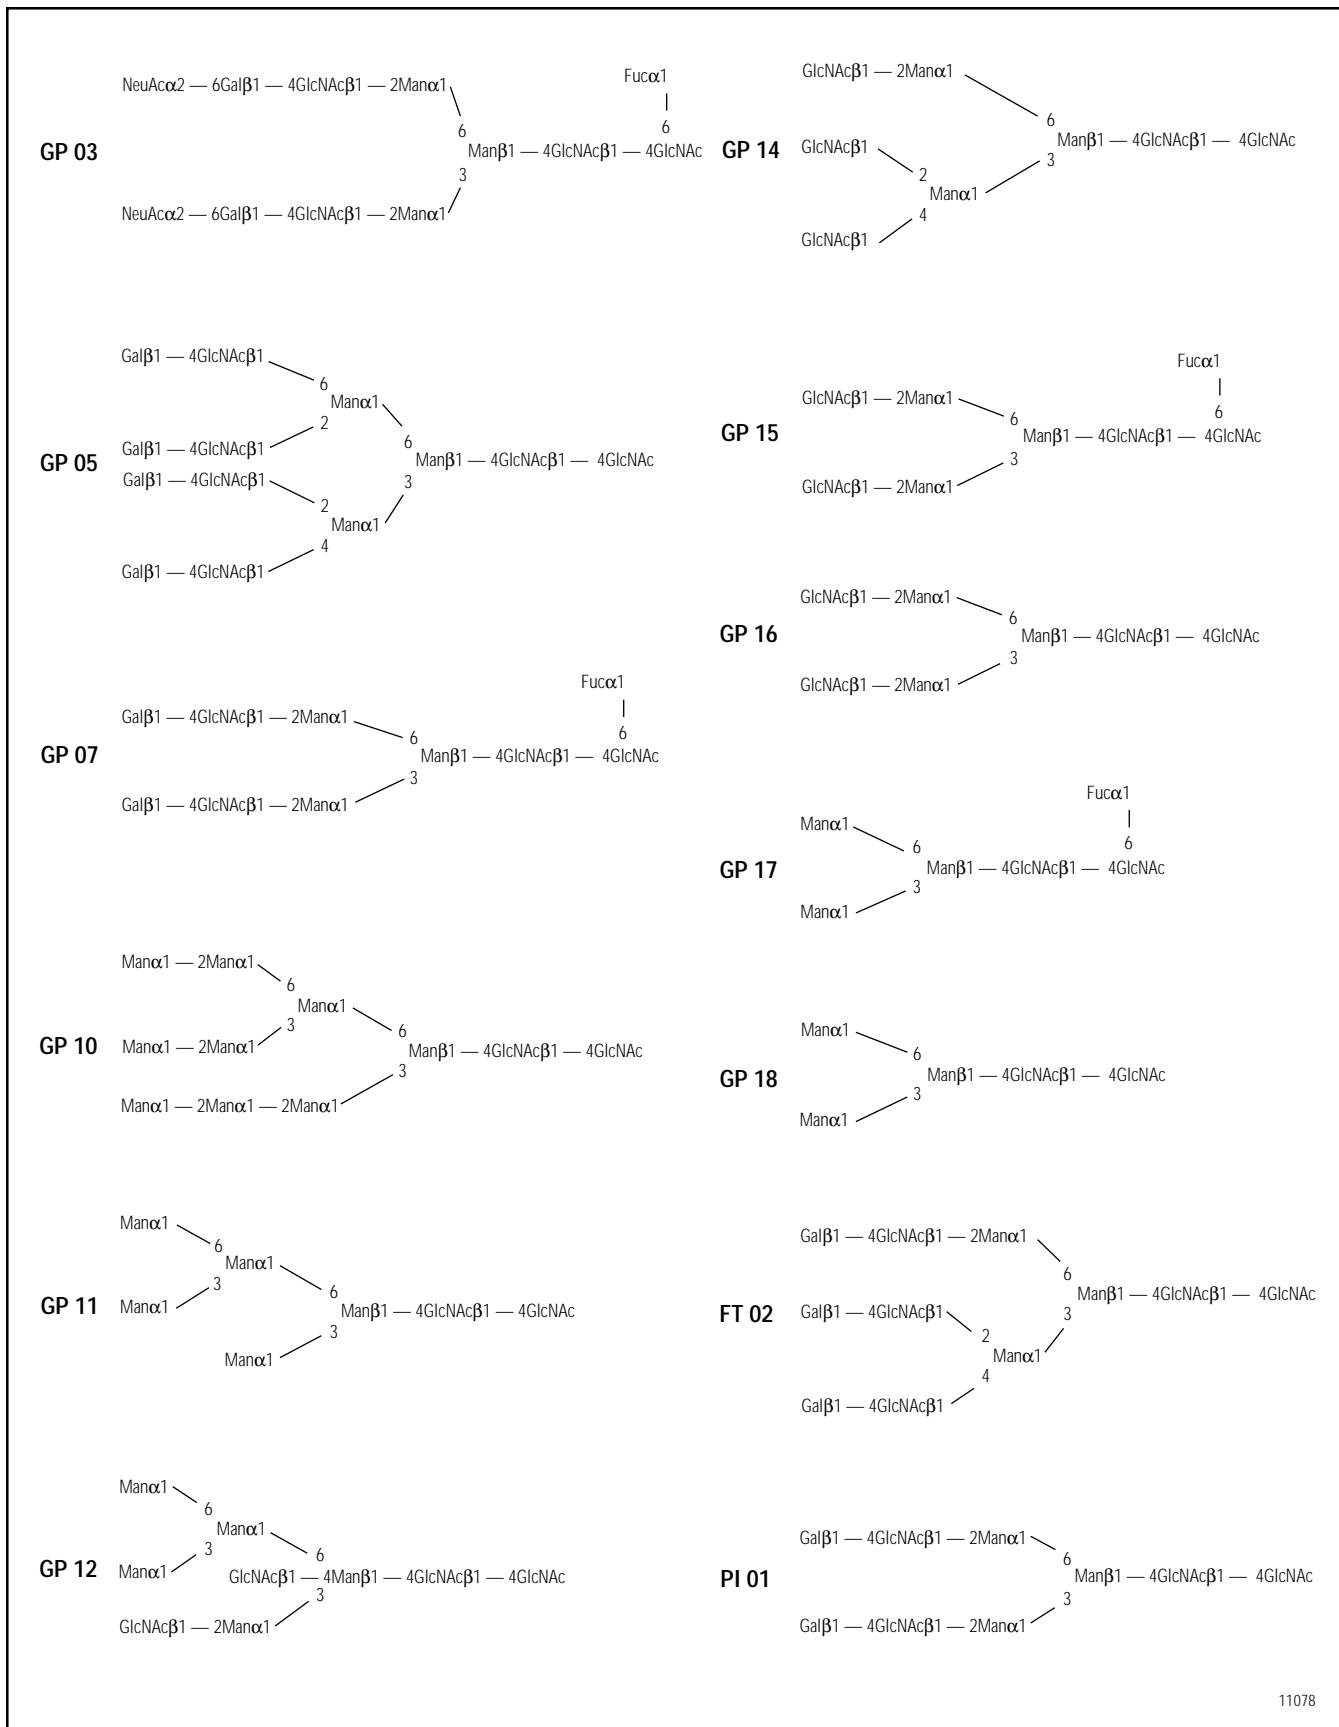 NeuAcα2 — 6Galβ1 — 4GlcNAcβ1 — 2Manα1
Fucα1
6
6
GP 03
Manβ1 — 4GlcNAcβ1 — 4GlcNAc
3
NeuAcα2 — 6Galβ1 — 4GlcNAcβ1 — 2Manα1
Galβ1 — 4GlcNAcβ1
6
Manα1
2
Galβ1 — 4GlcNAcβ1
6
GP 05
Manβ1 — 4GlcNAcβ1 — 4GlcNAc
Galβ1 — 4GlcNAcβ1
3
2
Manα1
4
Galβ1 — 4GlcNAcβ1
Fucα1
Galβ1 — 4GlcNAcβ1 — 2Manα1
6
6
GP 07
Manβ1 — 4GlcNAcβ1 — 4GlcNAc
3
Galβ1 — 4GlcNAcβ1 — 2Manα1
Manα1 — 2Manα1
6
Manα1
3
6
GP 10
Manα1 — 2Manα1
Manβ1 — 4GlcNAcβ1 — 4GlcNAc
3
Manα1 — 2Manα1 — 2Manα1
Manα1
6
Manα1
3
6
GP 11
Manα1
Manβ1 — 4GlcNAcβ1 — 4GlcNAc
3
Manα1
Manα1
6
Manα1
3
6
GP 12
Manα1
GlcNAcβ1 — 4Manβ1 — 4GlcNAcβ1 — 4GlcNAc
3
GlcNAcβ1 — 2Manα1
GlcNAcβ1 — 2Manα1
6
GP 14
Manβ1 — 4GlcNAcβ1 — 4GlcNAc
GlcNAcβ1
3
2
Manα1
4
GlcNAcβ1
Fucα1
GlcNAcβ1 — 2Manα1
6
6
GP 15
Manβ1 — 4GlcNAcβ1 — 4GlcNAc
3
GlcNAcβ1 — 2Manα1
GlcNAcβ1 — 2Manα1
6
GP 16
Manβ1 — 4GlcNAcβ1 — 4GlcNAc
3
GlcNAcβ1 — 2Manα1
Fucα1
Manα1
6
6
GP 17
Manβ1 — 4GlcNAcβ1 — 4GlcNAc
3
Manα1
Manα1
6
GP 18
Manβ1 — 4GlcNAcβ1 — 4GlcNAc
3
Manα1
Galβ1 — 4GlcNAcβ1 — 2Manα1
6
FT 02
Manβ1 — 4GlcNAcβ1 — 4GlcNAc
Galβ1 — 4GlcNAcβ1
3
2
Manα1
4
Galβ1 — 4GlcNAcβ1
Galβ1 — 4GlcNAcβ1 — 2Manα1
6
PI 01
Manβ1 — 4GlcNAcβ1 — 4GlcNAc
3
Galβ1 — 4GlcNAcβ1 — 2Manα1
11078